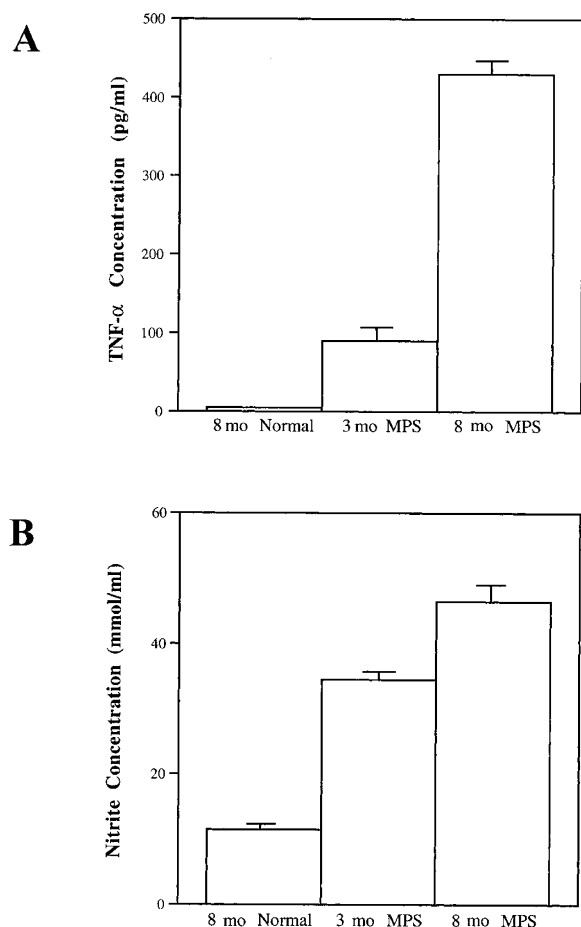 A
TNF-α Concentration (pg/ml)
500
400
300
200
100
0
8 mo Normal
3 mo MPS
8 mo MPS
B
Nitrite Concentration (mmol/ml)
60
40
20
0
8 mo Normal
3 mo MPS
8 mo MPS